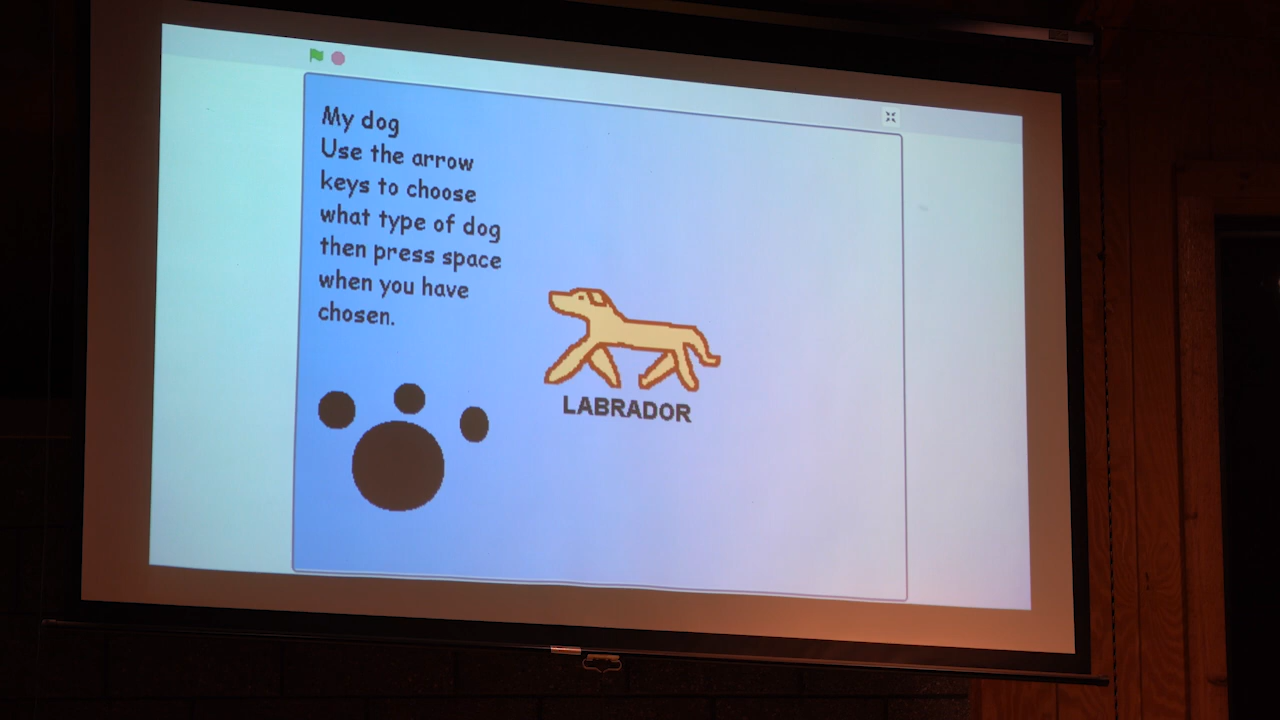 My dog
Use the arrow
keys to choose
what type of dog
then press space
when you have
chosen.
LABRADOR